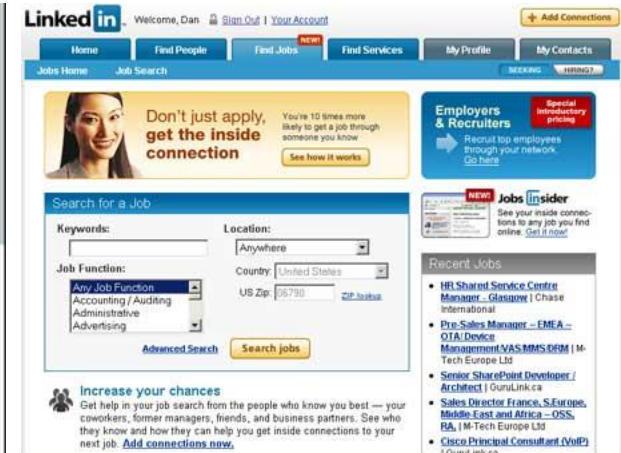 Linked in
Welcome, Dan Sign Out | Your Account
+ Add Connections
NEW!
Home Find People Find Jobs Find Services My Profile My Contacts
Jobs Home Job Search
SEEKING HIRING?
Don't just apply,
get the inside
connection
You're 10 times more
likely to get a job through
someone you know
See how it works
Employers
& Recruiters
Special
Introductory
pricing
Recruit top employees
through your network.
Go here
Search for a Job
Keywords:
Location:
Anywhere
Job Function:
Any Job Function
Accounting / Auditing
Administrative
Advertising
Country: United States
US Zip: 06790 ZIP lookup
Advanced Search Search jobs
NEW! Jobs insider
See your inside connec-
tions to any job you find
online. Get it now!
Recent Jobs
HR Shared Service Centre
Manager - Glasgow | Chase
International
Pre-Sales Manager – EMEA –
OTA/ Device
Management/VAS/MMS/DRM | M-
Tech Europe Ltd
Senior SharePoint Developer /
Architect | GuruLink.ca
Sales Director France, S.Europe,
Middle-East and Africa – OSS,
RA, | M-Tech Europe Ltd
Cisco Principal Consultant (VoIP)
| GuruLink.ca
Increase your chances
Get help in your job search from the people who know you best — your
coworkers, former managers, friends, and business partners. See who
they know and how they can help you get inside connections to your
next job. Add connections now.